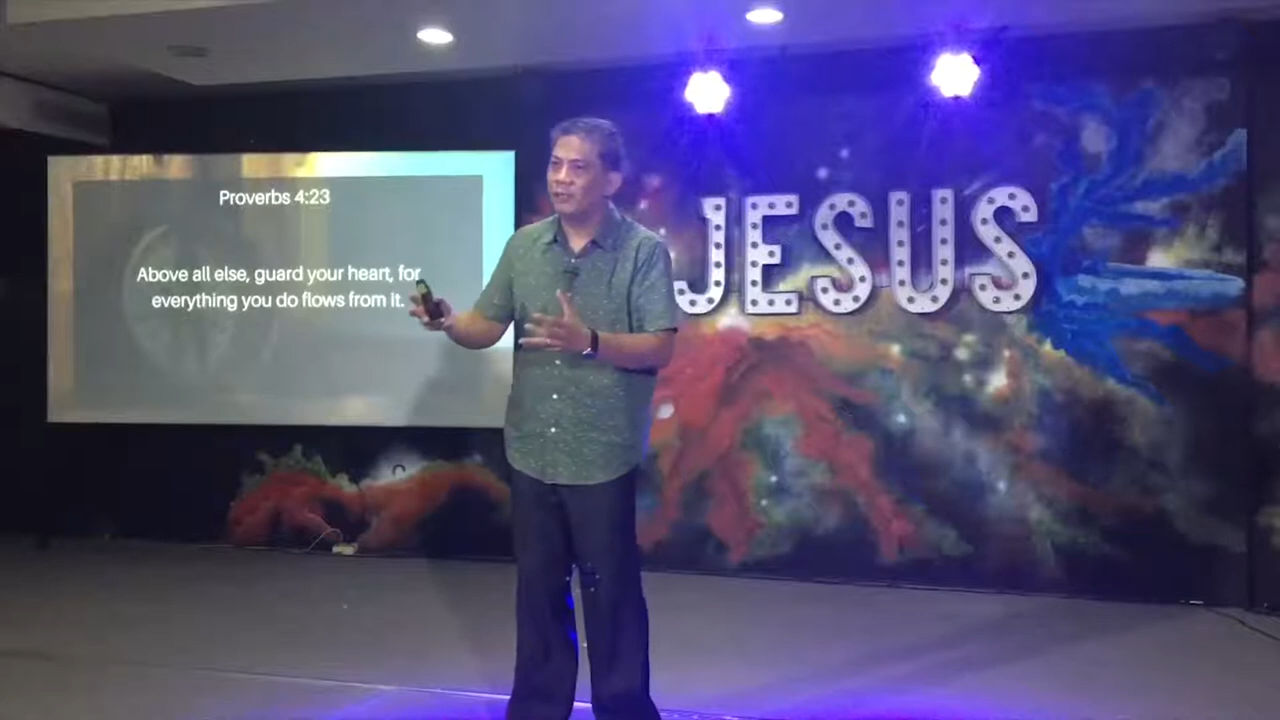 Proverbs 4:23
Above all else, guard your heart, for
everything you do flows from it.
JESUS